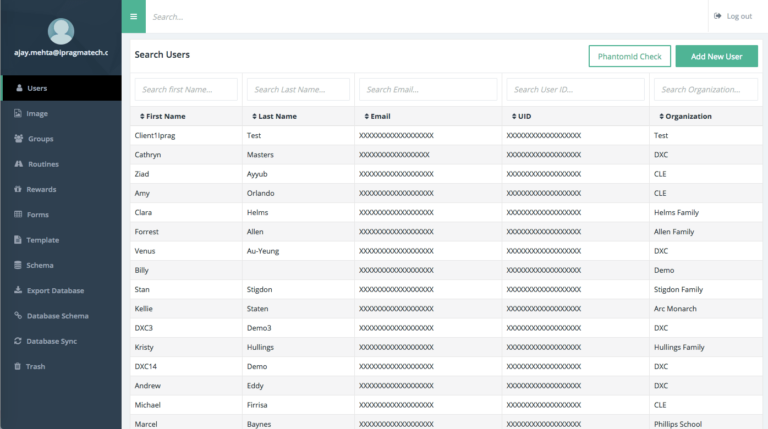 Search...
Log out
ajay.mehta@ipragmatech.c
Users
Image
Groups
Routines
Rewards
Forms
Template
Schema
Export Database
Database Schema
Database Sync
Trash
Search Users
PhantomId Check
Add New User
Search first Name...
Search Last Name...
Search Email...
Search User ID...
Search Organization...
First Name Last Name Email UID Organization
Client1Iprag Test XXXXXXXXXXXXXXXXXX XXXXXXXXXXXXXXXXXX Test
Cathryn Masters XXXXXXXXXXXXXXXXX XXXXXXXXXXXXXXXXXX DXC
Ziad Ayyub XXXXXXXXXXXXXXXXXX XXXXXXXXXXXXXXXXXX CLE
Amy Orlando XXXXXXXXXXXXXXXXXX XXXXXXXXXXXXXXXXXX CLE
Clara Helms XXXXXXXXXXXXXXXXXX XXXXXXXXXXXXXXXXXX Helms Family
Forrest Allen XXXXXXXXXXXXXXXXXX XXXXXXXXXXXXXXXXXX Allen Family
Venus Au-Yeung XXXXXXXXXXXXXXXXXX XXXXXXXXXXXXXXXXXX DXC
Billy XXXXXXXXXXXXXXXXXX XXXXXXXXXXXXXXXXXX Demo
Stan Stigdon XXXXXXXXXXXXXXXXXX XXXXXXXXXXXXXXXXXX Stigdon Family
Kellie Staten XXXXXXXXXXXXXXXXXX XXXXXXXXXXXXXXXXXX Arc Monarch
DXC3 Demo3 XXXXXXXXXXXXXXXXXX XXXXXXXXXXXXXXXXXX DXC
Kristy Hullings XXXXXXXXXXXXXXXXXX XXXXXXXXXXXXXXXXXX Hullings Family
DXC14 Demo XXXXXXXXXXXXXXXXXX XXXXXXXXXXXXXXXXXX DXC
Andrew Eddy XXXXXXXXXXXXXXXXXX XXXXXXXXXXXXXXXXXX DXC
Michael Firrisa XXXXXXXXXXXXXXXXXX XXXXXXXXXXXXXXXXXX CLE
Marcel Baynes XXXXXXXXXXXXXXXXXX XXXXXXXXXXXXXXXXXX Phillips School